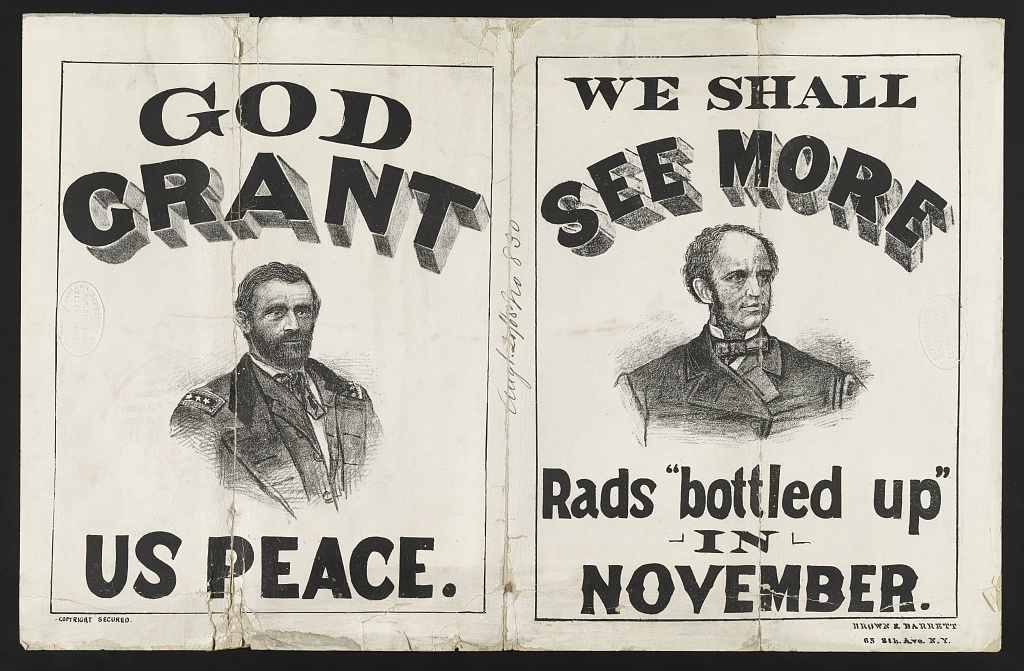 GOD
GRANT
US PEACE.
COPYRIGHT SECURED.
WE SHALL
SEE MORE
Rads "bottled up"
IN
NOVEMBER.
BROWN & BARRETT
65 8th. Ave. N.Y.